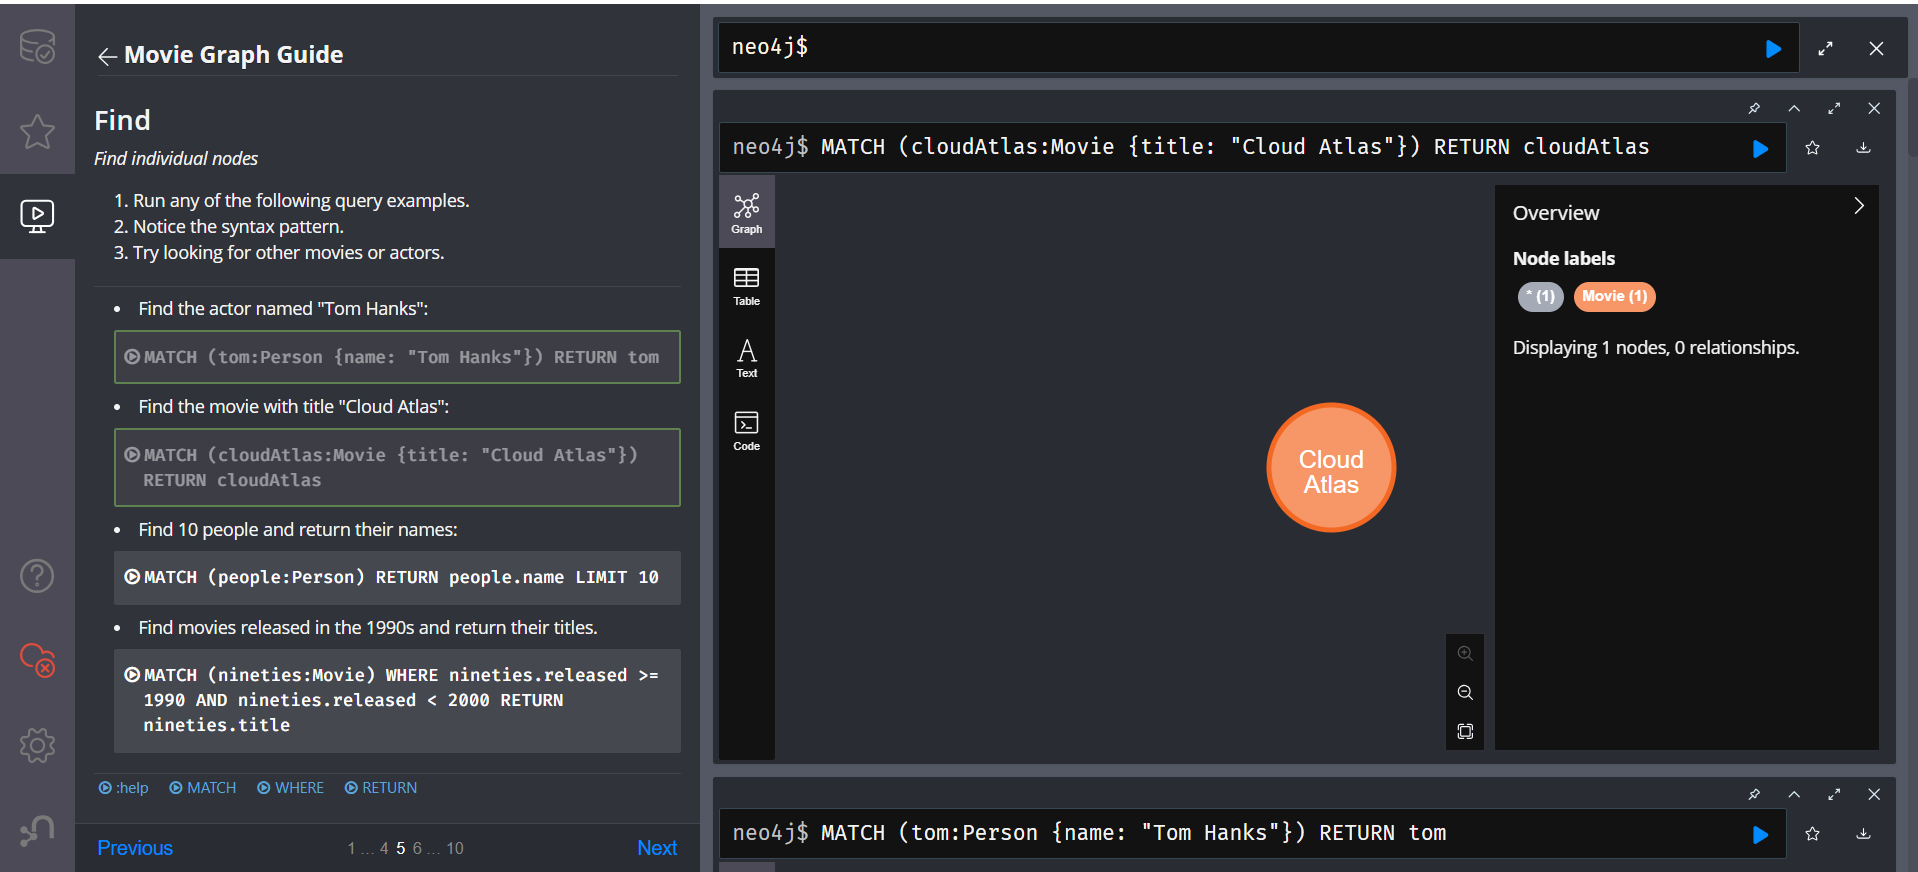 Movie Graph Guide
Find
Find individual nodes
1. Run any of the following query examples.
2. Notice the syntax pattern.
3. Try looking for other movies or actors.
• Find the actor named "Tom Hanks":
MATCH (tom:Person {name: "Tom Hanks"}) RETURN tom
• Find the movie with title "Cloud Atlas":
MATCH (cloudAtlas:Movie {title: "Cloud Atlas"})
RETURN cloudAtlas
• Find 10 people and return their names:
MATCH (people:Person) RETURN people.name LIMIT 10
• Find movies released in the 1990s and return their titles.
MATCH (nineties:Movie) WHERE nineties.released >=
1990 AND nineties.released < 2000 RETURN
nineties.title
:help MATCH WHERE RETURN
Previous 1 ... 4 5 6 ... 10 Next
neo4j$
neo4j$ MATCH (cloudAtlas:Movie {title: "Cloud Atlas"}) RETURN cloudAtlas
Graph
Table
Text
Code
Cloud
Atlas
Overview
Node labels
* (1) Movie (1)
Displaying 1 nodes, 0 relationships.
neo4j$ MATCH (tom:Person {name: "Tom Hanks"}) RETURN tom